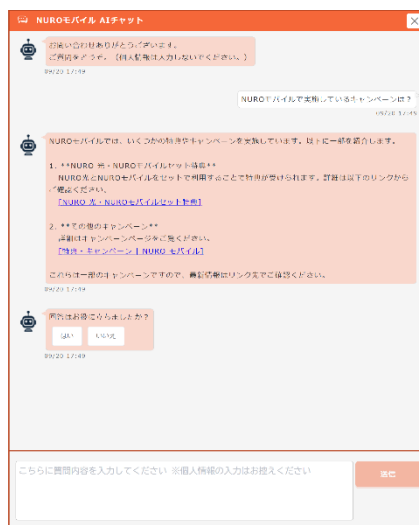 NUROモバイル AIチャット
お問い合わせありがとうございます。
ご質問をどうぞ。(個人情報は入力しないでください。)
09/20 17:49
NUROモバイルで実施しているキャンペーンは?
09/20 17:49
NUROモバイルでは、いくつかの特典やキャンペーンを実施しています。以下に一部を紹介します。
1. **NURO 光・NUROモバイルセット特典**
NURO光とNUROモバイルをセットで利用することで特典が受けられます。詳細は以下のリンクから
ご確認ください。
[NURO 光・NUROモバイルセット特典]
2. **その他のキャンペーン**
詳細はキャンペーンページをご覧ください。
[特典・キャンペーン | NURO モバイル]
これらは一部のキャンペーンですので、最新情報はリンク先でご確認ください。
09/20 17:49
回答はお役に立ちましたか?
はい いいえ
09/20 17:49
こちらに質問内容を入力してください ※個人情報の入力はお控えください
送信